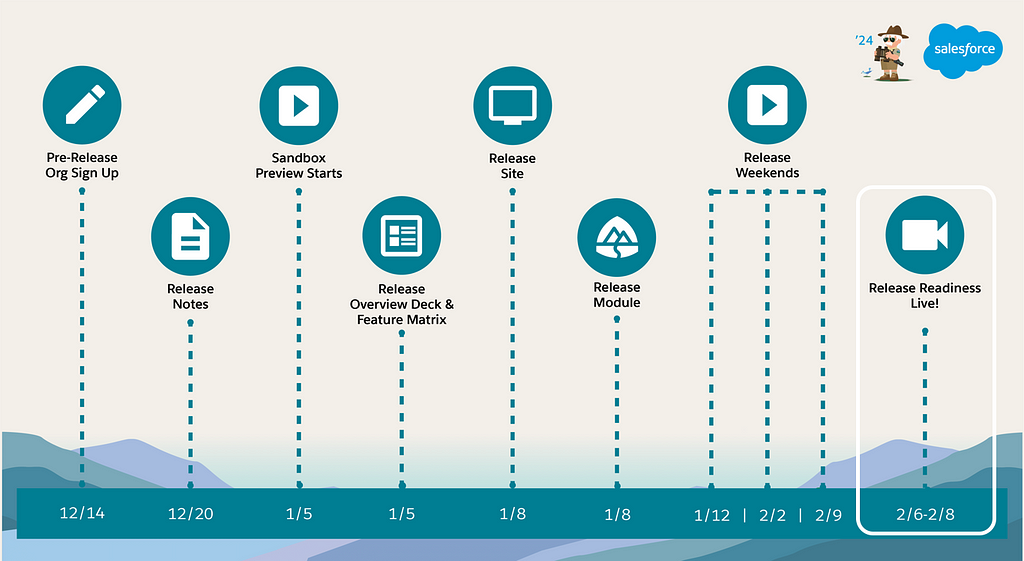 '24
salesforce
Pre-Release
Org Sign Up
Sandbox
Preview Starts
Release
Site
Release
Weekends
Release
Notes
Release
Overview Deck &
Feature Matrix
Release
Module
Release Readiness
Live!
12/14
12/20
1/5
1/5
1/8
1/8
1/12 | 2/2 | 2/9
2/6-2/8